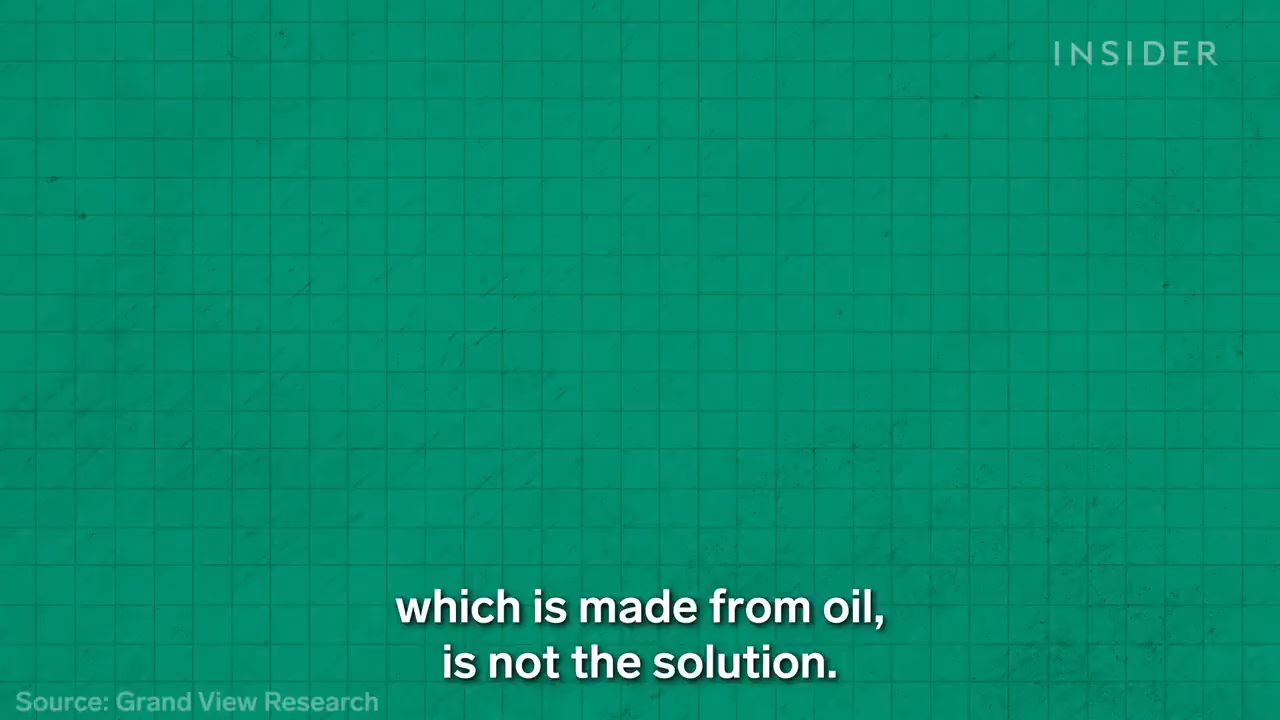 INSIDER
which is made from oil,
is not the solution.
Source: Grand View Research